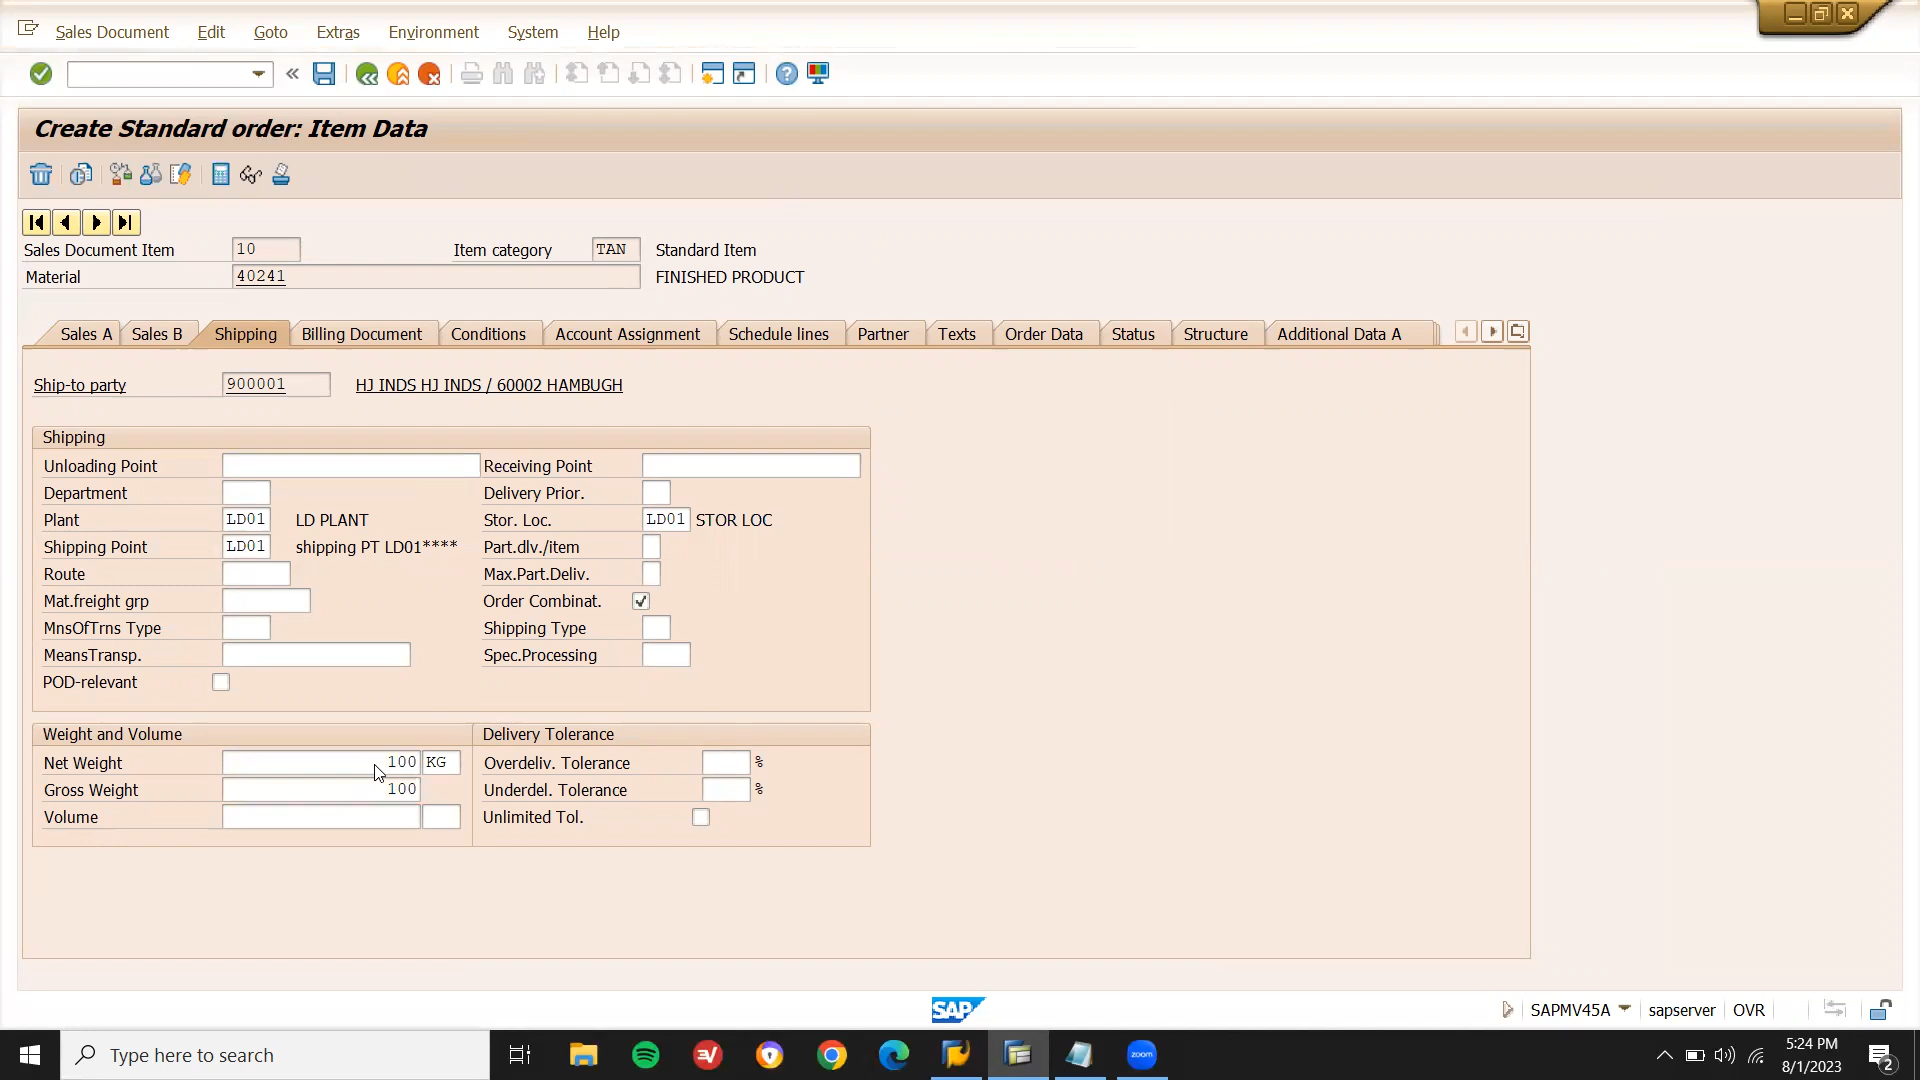 Sales Document Edit Goto Extras Environment System Help
Create Standard order: Item Data
Sales Document Item 10 Item category TAN Standard Item
Material 40241 FINISHED PRODUCT
Sales A Sales B Shipping Billing Document Conditions Account Assignment Schedule lines Partner Texts Order Data Status Structure Additional Data A
Ship-to party 900001 HJ INDS HJ INDS / 60002 HAMBUGH
Shipping
Unloading Point Receiving Point
Department Delivery Prior.
Plant LD01 LD PLANT Stor. Loc. LD01 STOR LOC
Shipping Point LD01 shipping PT LD01**** Part.dlv./item
Route Max.Part.Deliv.
Mat.freight grp Order Combinat.
MnsOfTrns Type Shipping Type
MeansTransp. Spec.Processing
POD-relevant
Weight and Volume Delivery Tolerance
Net Weight 100 KG Overdeliv. Tolerance %
Gross Weight 100 Underdel. Tolerance %
Volume Unlimited Tol.
SAP SAPMV45A sapserver OVR
Type here to search zoom 5:24 PM
8/1/2023 2